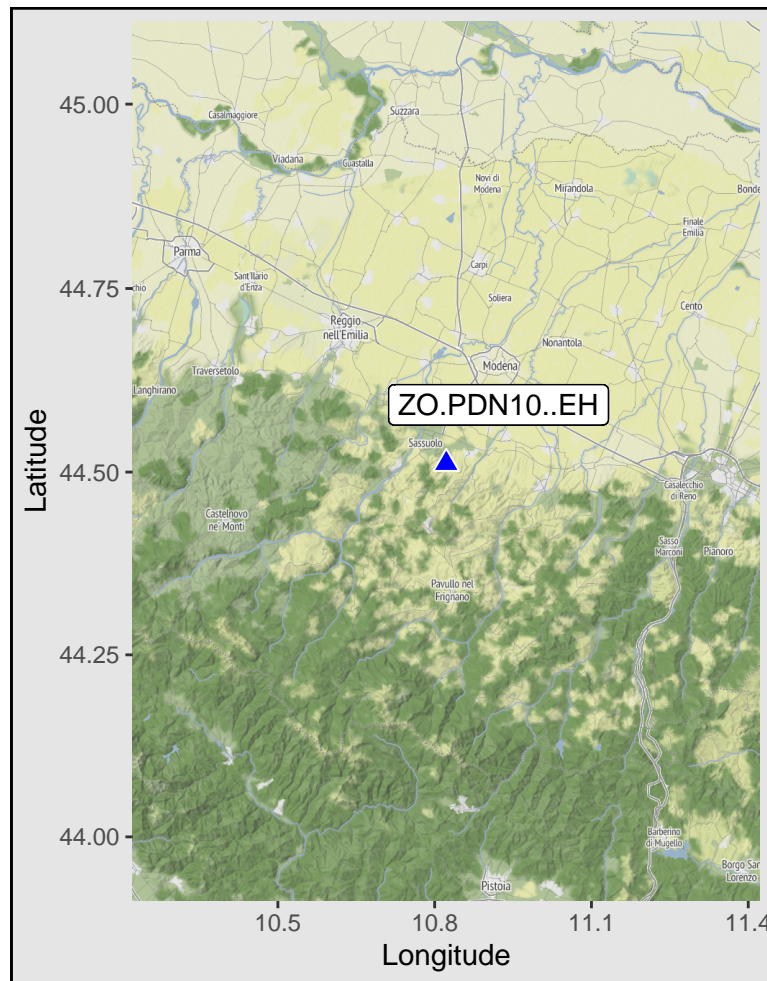 45.00
44.75
44.50
44.25
44.00
Latitude
Casalmaggiore
Suzzara
Viadana
Guastalla
Novi di
Modena
Mirandola
Bonde
Finale
Emilia
Parma
Carpi
Sant'Ilario
d'Enza
chio
Soliera
Cento
Reggio
nell'Emilia
Nonantola
Modena
Traversetolo
Langhirano
ZO.PDN10..EH
Sassuolo
Casalecchio
di Reno
Castelnovo
ne' Monti
Sasso
Marconi
Pianoro
Pavullo nel
Frignano
Barberino
di Mugello
Borgo San
Lorenzo
Pistoia
10.5
10.8
11.1
11.4
Longitude